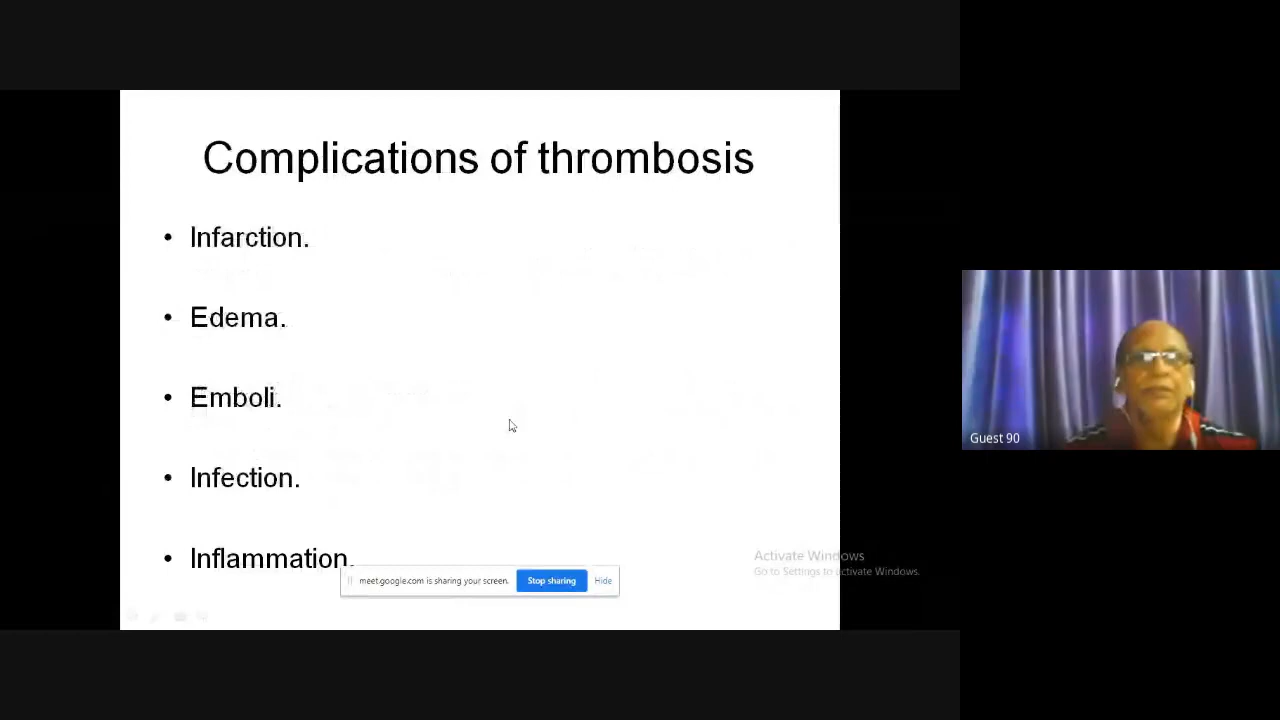 Complications of thrombosis
• Infarction.
• Edema.
• Emboli.
• Infection.
• Inflammation.
meet.google.com is sharing your screen. Stop sharing Hide
Activate Windows
Go to Settings to activate Windows.
Guest 90